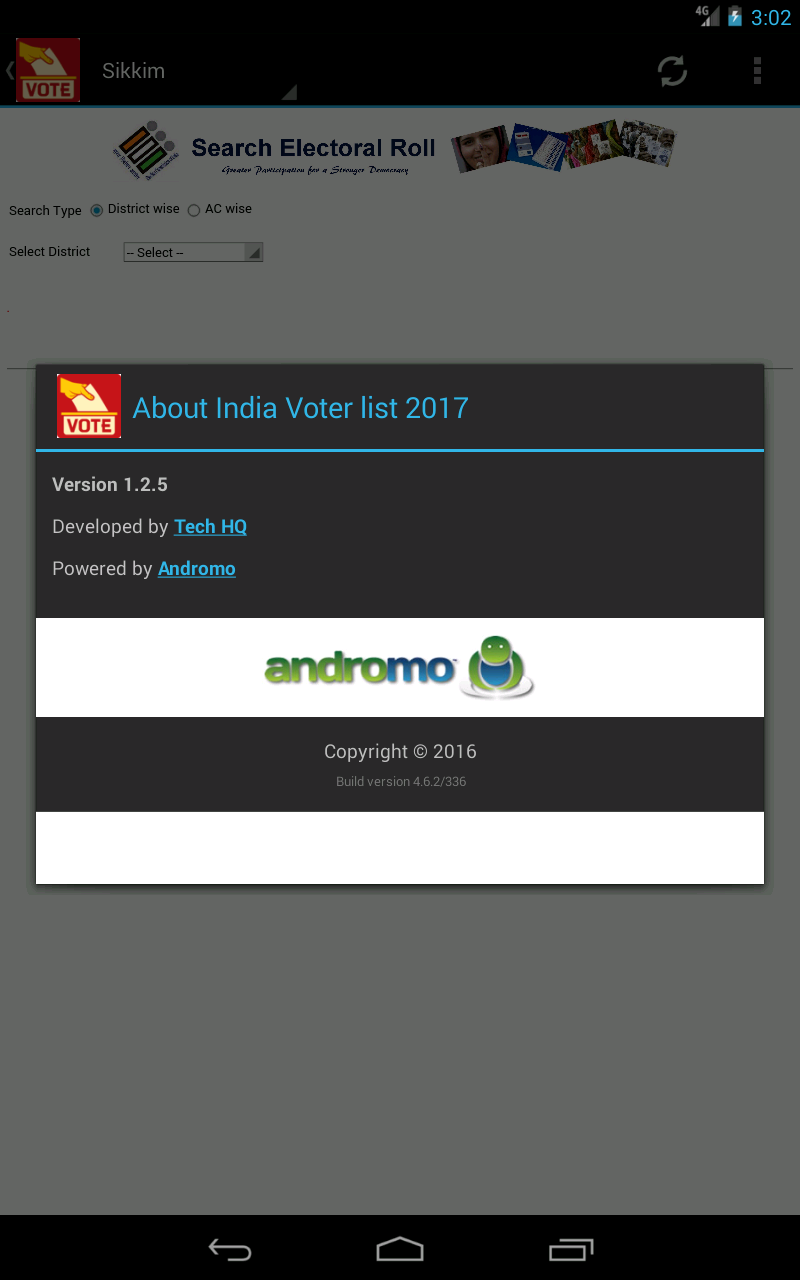 4G 3:02
VOTE Sikkim
Search Electoral Roll
Greater Participation for a Stronger Democracy
Search Type District wise AC wise
Select District -- Select --
.
VOTE About India Voter list 2017
Version 1.2.5
Developed by Tech HQ
Powered by Andromo
andromo
Copyright © 2016
Build version 4.6.2/336